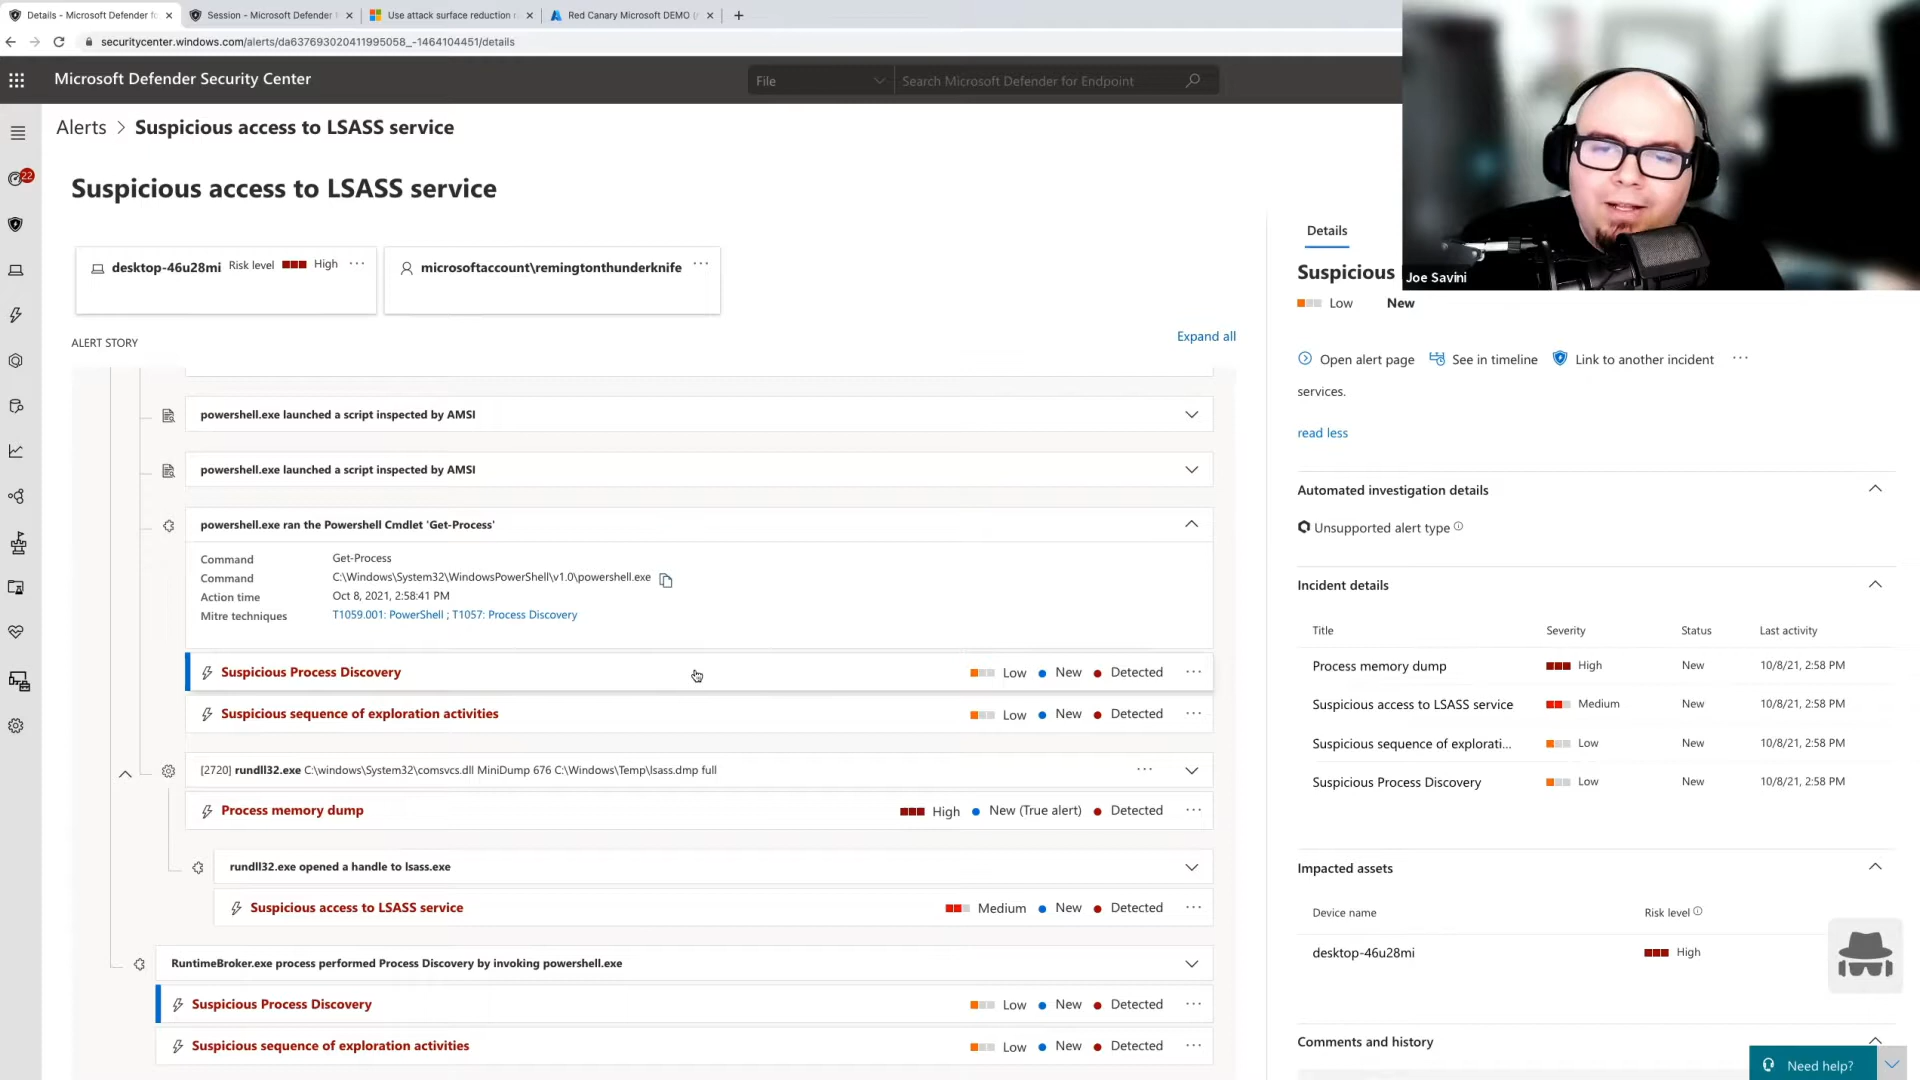 Details - Microsoft Defender fo
Session - Microsoft Defender f
Use attack surface reduction r
Red Canary Microsoft DEMO (
securitycenter.windows.com/alerts/da637693020411995058_-1464104451/details
Microsoft Defender Security Center
File
Search Microsoft Defender for Endpoint
Alerts > Suspicious access to LSASS service
22
Suspicious access to LSASS service
desktop-46u28mi Risk level High ...
microsoftaccount\remingtonthunderknife ...
ALERT STORY
Expand all
powershell.exe launched a script inspected by AMSI
powershell.exe launched a script inspected by AMSI
powershell.exe ran the Powershell Cmdlet 'Get-Process'
Command Get-Process
Command C:\Windows\System32\WindowsPowerShell\v1.0\powershell.exe
Action time Oct 8, 2021, 2:58:41 PM
Mitre techniques T1059.001: PowerShell ; T1057: Process Discovery
Suspicious Process Discovery Low New Detected ...
Suspicious sequence of exploration activities Low New Detected ...
[2720] rundll32.exe C:\windows\System32\comsvcs.dll MiniDump 676 C:\Windows\Temp\lsass.dmp full ...
Process memory dump High New (True alert) Detected ...
rundll32.exe opened a handle to lsass.exe
Suspicious access to LSASS service Medium New Detected ...
RuntimeBroker.exe process performed Process Discovery by invoking powershell.exe
Suspicious Process Discovery Low New Detected ...
Suspicious sequence of exploration activities Low New Detected ...
Joe Savini
Details
Suspicious
Low New
Open alert page See in timeline Link to another incident ...
services.
read less
Automated investigation details
Unsupported alert type
Incident details
Title Severity Status Last activity
Process memory dump High New 10/8/21, 2:58 PM
Suspicious access to LSASS service Medium New 10/8/21, 2:58 PM
Suspicious sequence of explorati... Low New 10/8/21, 2:58 PM
Suspicious Process Discovery Low New 10/8/21, 2:58 PM
Impacted assets
Device name Risk level
desktop-46u28mi High
Comments and history
Need help?